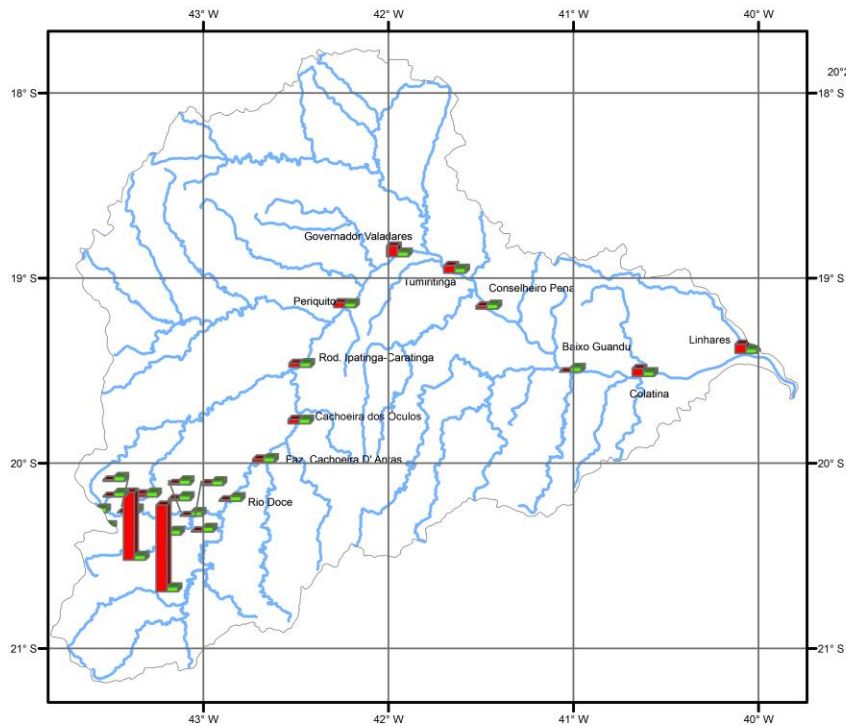 43° W 42° W 41° W 40° W
20°2
18° S 18° S
Governador Valadares
19° S 19° S
Tumiritinga
Conselheiro Pena
Periquito
Linhares
Baixo Guandu
Rod. Ipatinga-Caratinga
Colatina
Cachoeira dos Óculos
Faz. Cachoeira D' Antas
20° S 20° S
Rio Doce
21° S 21° S
43° W 42° W 41° W 40° W